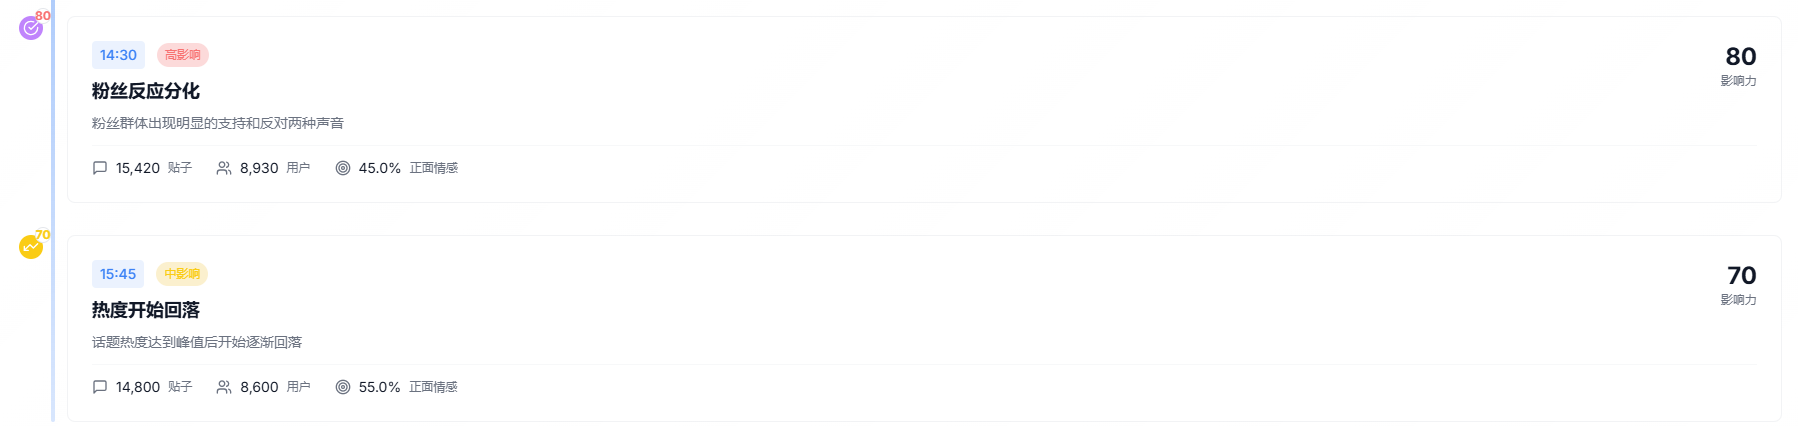 80
14:30 高影响
80
影响力
粉丝反应分化
粉丝群体出现明显的支持和反对两种声音
15,420 贴子 8,930 用户 45.0% 正面情感
70
15:45 中影响
70
影响力
热度开始回落
话题热度达到峰值后开始逐渐回落
14,800 贴子 8,600 用户 55.0% 正面情感